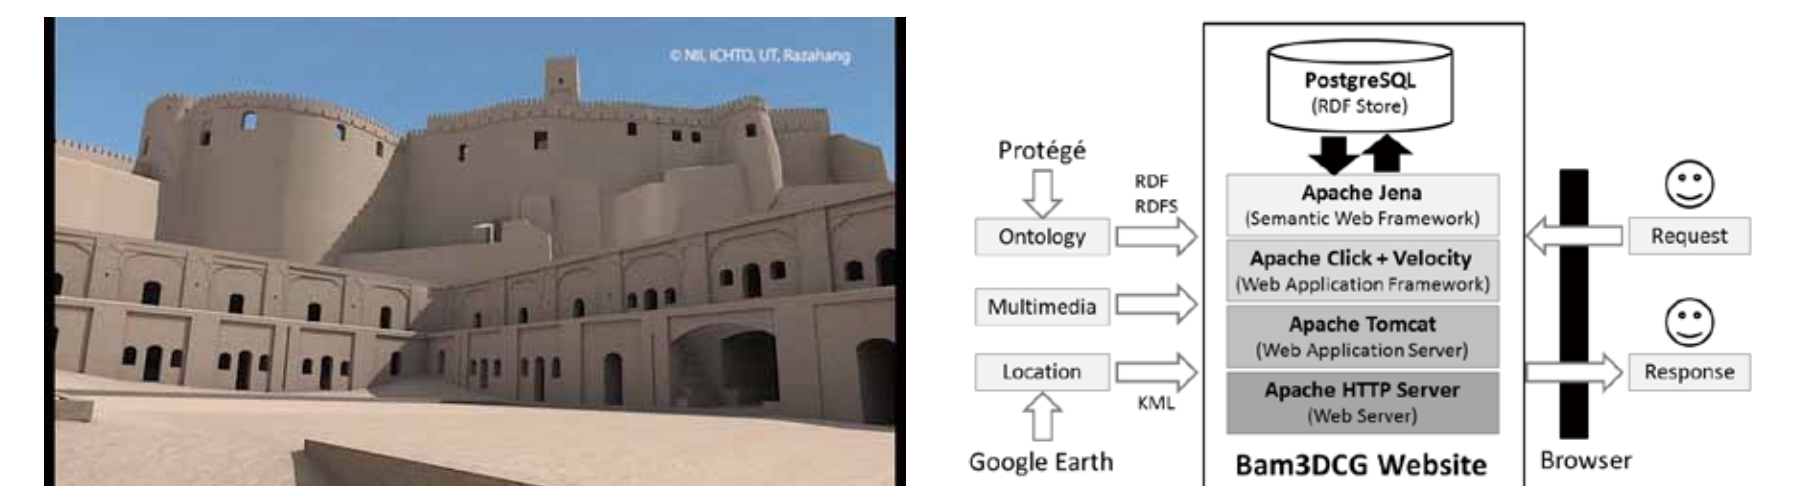 © NII, ICHTO, UT, Razahang
PostgreSQL
(RDF Store)
Protégé
RDF
RDFS
Ontology
Multimedia
Location
KML
Google Earth
Apache Jena
(Semantic Web Framework)
Apache Click + Velocity
(Web Application Framework)
Apache Tomcat
(Web Application Server)
Apache HTTP Server
(Web Server)
Bam3DCG Website
Request
Response
Browser